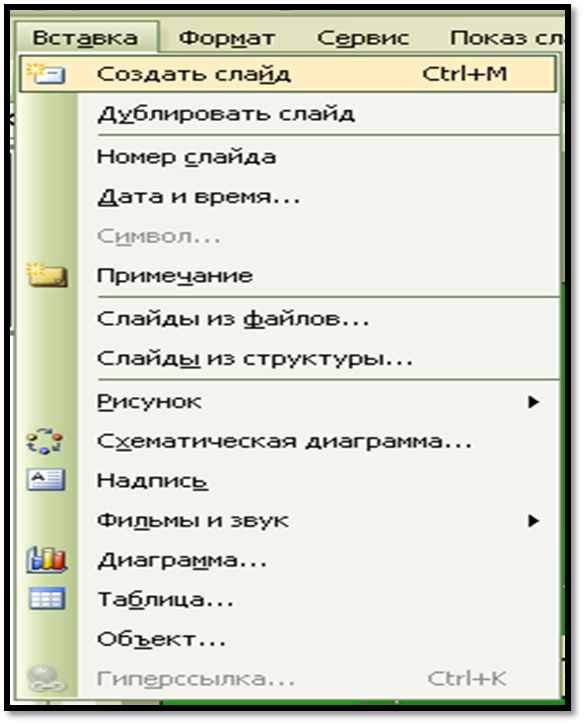 Вставка Формат Сервис Показ сл
Создать слайд Ctrl+M
Дублировать слайд
Номер слайда
Дата и время...
Символ...
Примечание
Слайды из файлов...
Слайды из структуры...
Рисунок
Схематическая диаграмма...
Надпись
Фильмы и звук
Диаграмма...
Таблица...
Объект...
Гиперссылка... Ctrl+K